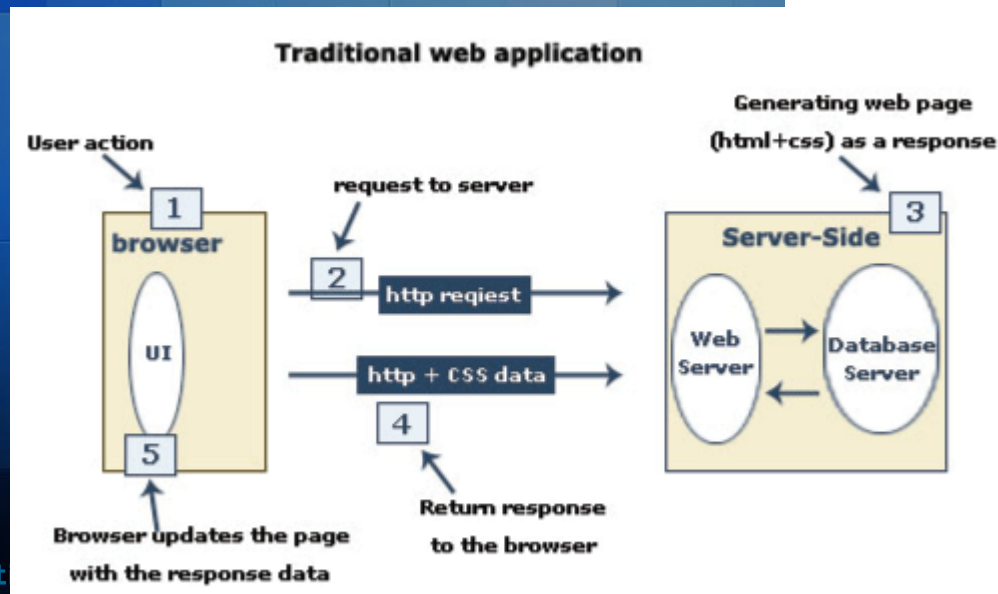 Traditional web application
Generating web page
(html+css) as a response
User action
request to server
1
browser
2
http reqiest
3
Server-Side
UI
http + CSS data
Web
Server
Database
Server
4
5
Return response
to the browser
Browser updates the page
with the response data
t